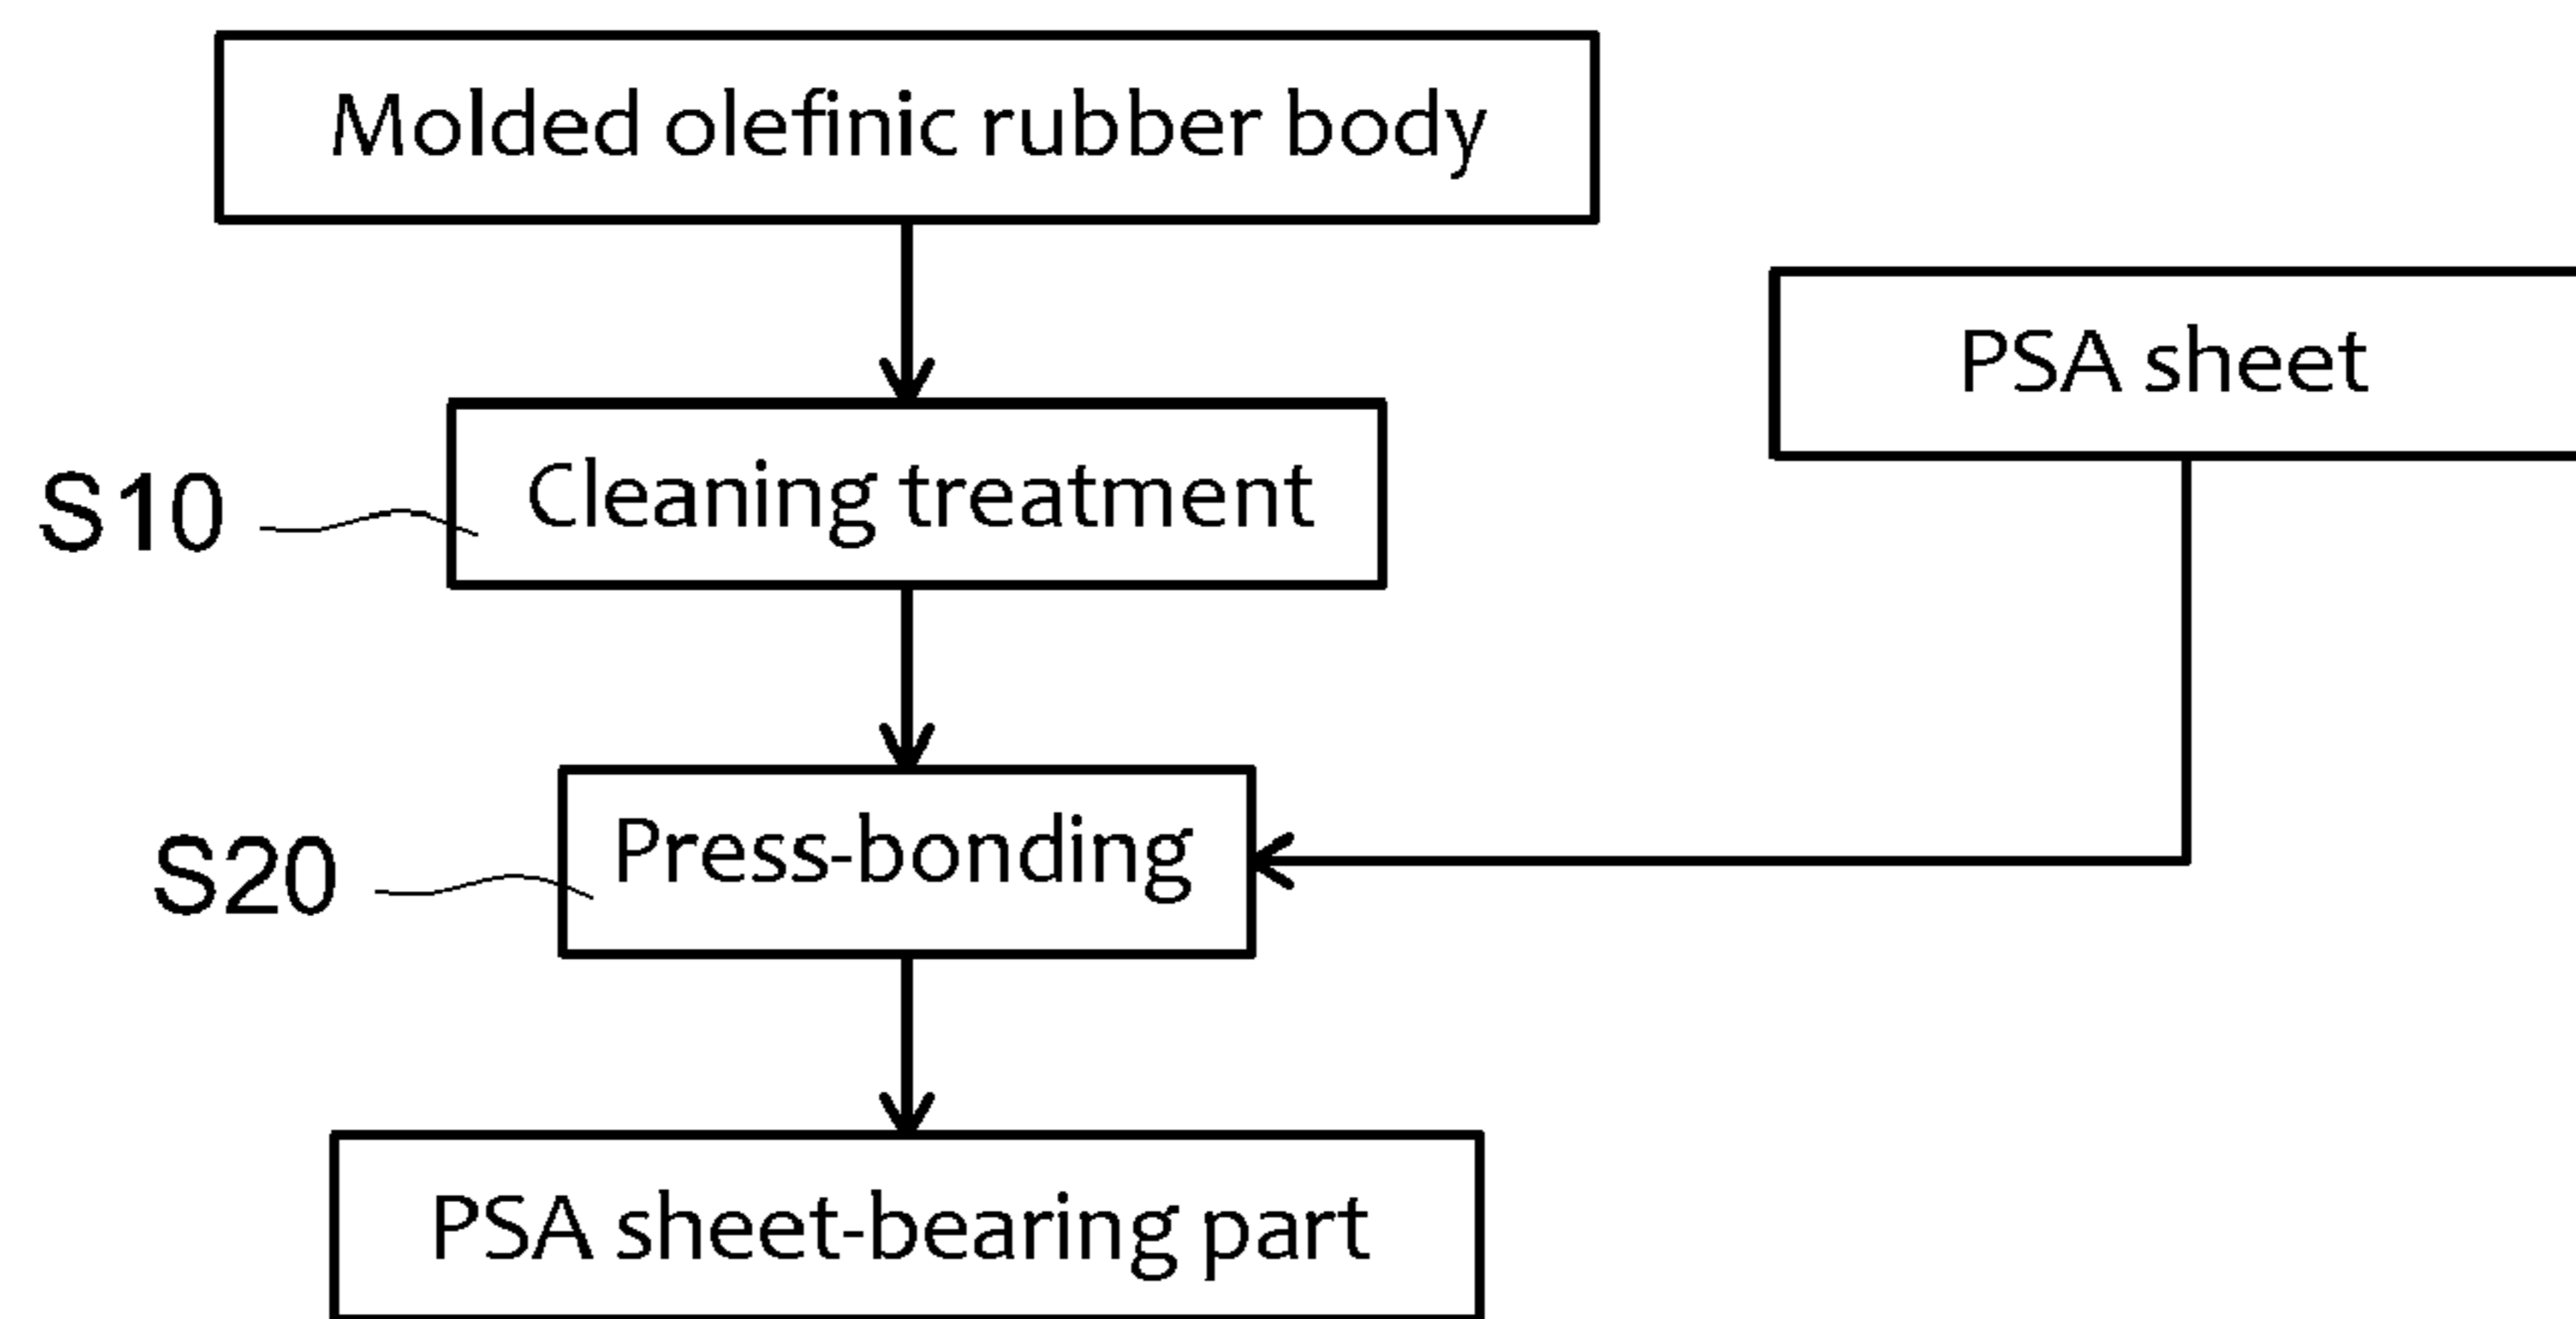 Molded olefinic rubber body
PSA sheet
S10
Cleaning treatment
S20
Press-bonding
PSA sheet-bearing part